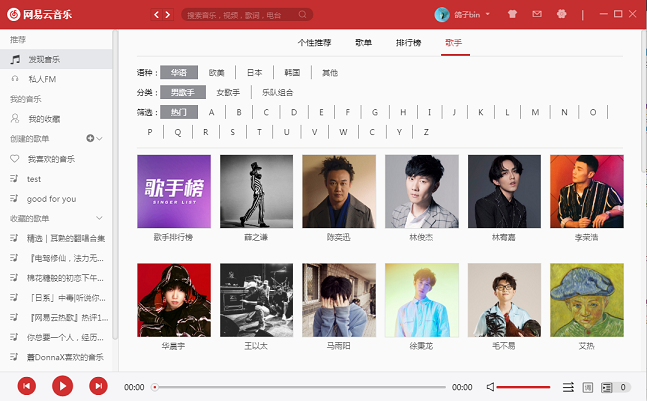 网易云音乐
搜索音乐，视频，歌词，电台
鸽子bin
推荐
发现音乐
私人FM
我的音乐
我的收藏
创建的歌单
我喜欢的音乐
test
good for you
收藏的歌单
精选 | 耳熟的翻唱合集
『电驾修仙，法力无...
棉花糖般的初恋下午...
「日系」中毒|听说你...
『网易云热歌』热评1...
你总要一个人，经历...
萧DonnaX喜欢的音乐
个性推荐 歌单 排行榜 歌手
语种： 华语 欧美 日本 韩国 其他
分类： 男歌手 女歌手 乐队组合
筛选： 热门 A B C D E F G H I J K L M N O
P Q R S T U V W X Y Z
歌手榜
SINGER LIST
歌手排行榜 薛之谦 陈奕迅 林俊杰 林宥嘉 李荣浩
华晨宇 王以太 马雨阳 徐秉龙 毛不易 艾热
00:00 00:00 词 0